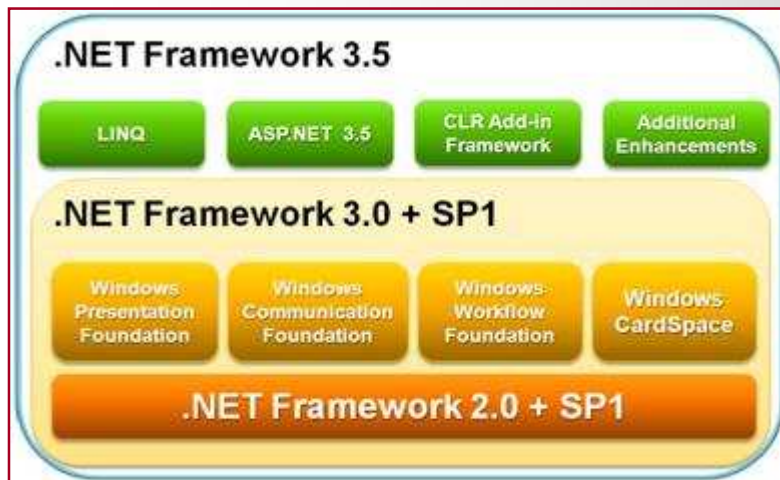 .NET Framework 3.5
LINQ
ASP.NET 3.5
CLR Add-in
Framework
Additional
Enhancements
.NET Framework 3.0 + SP1
Windows
Presentation
Foundation
Windows
Communication
Foundation
Windows
Workflow
Foundation
Windows
CardSpace
.NET Framework 2.0 + SP1